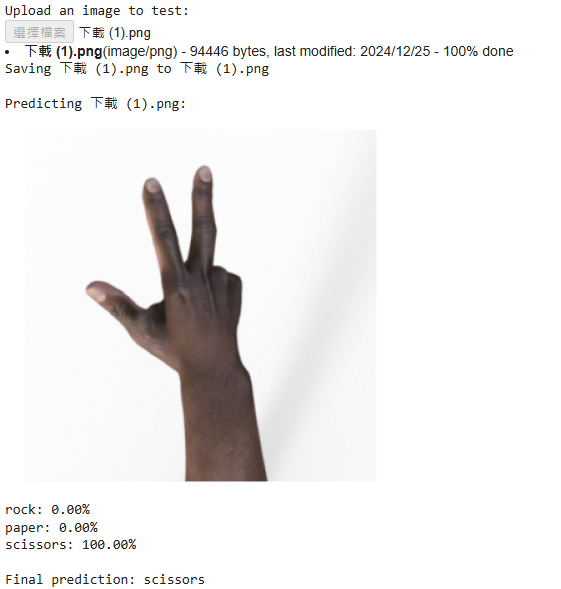 Upload an image to test:
選擇檔案 下載 (1).png
• 下載 (1).png(image/png) - 94446 bytes, last modified: 2024/12/25 - 100% done
Saving 下載 (1).png to 下載 (1).png
Predicting 下載 (1).png:
rock: 0.00%
paper: 0.00%
scissors: 100.00%
Final prediction: scissors